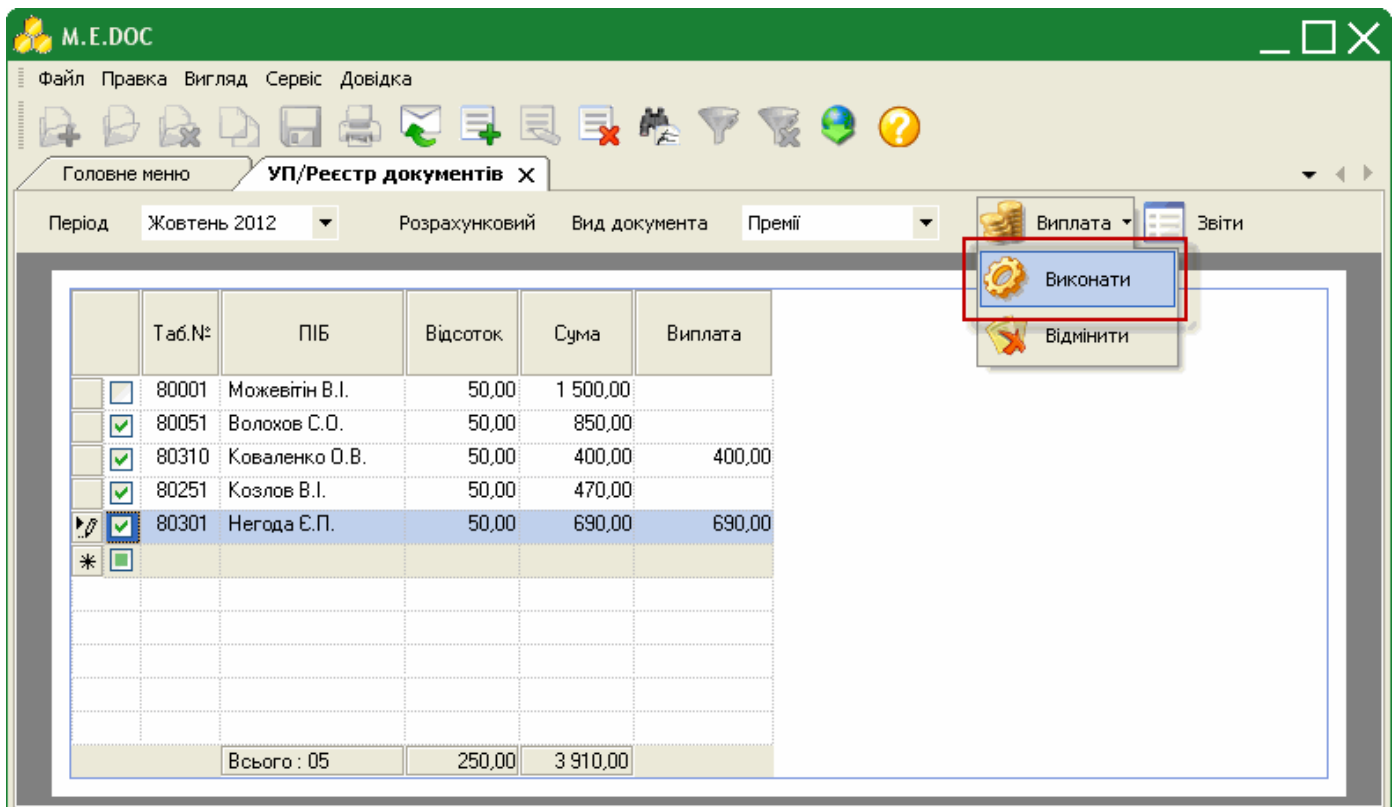 M.E.DOC
Файл Правка Вигляд Сервіс Довідка
Головне меню УП/Реєстр документів
Період Жовтень 2012 Розрахунковий Вид документа Премії Виплата Звіти
Виконати
Відмінити
Таб.№ ПІБ Відсоток Сума Виплата
80001 Можевітін В.І. 50,00 1 500,00
80051 Волохов С.О. 50,00 850,00
80310 Коваленко О.В. 50,00 400,00 400,00
80251 Козлов В.І. 50,00 470,00
80301 Негода Є.П. 50,00 690,00 690,00
Всього : 05 250,00 3 910,00